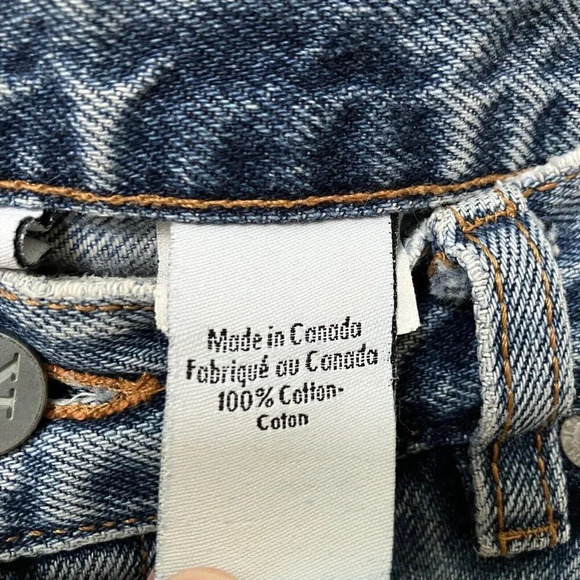 Made in Canada
Fabriqué au Canada
100% Cotton-
Coton